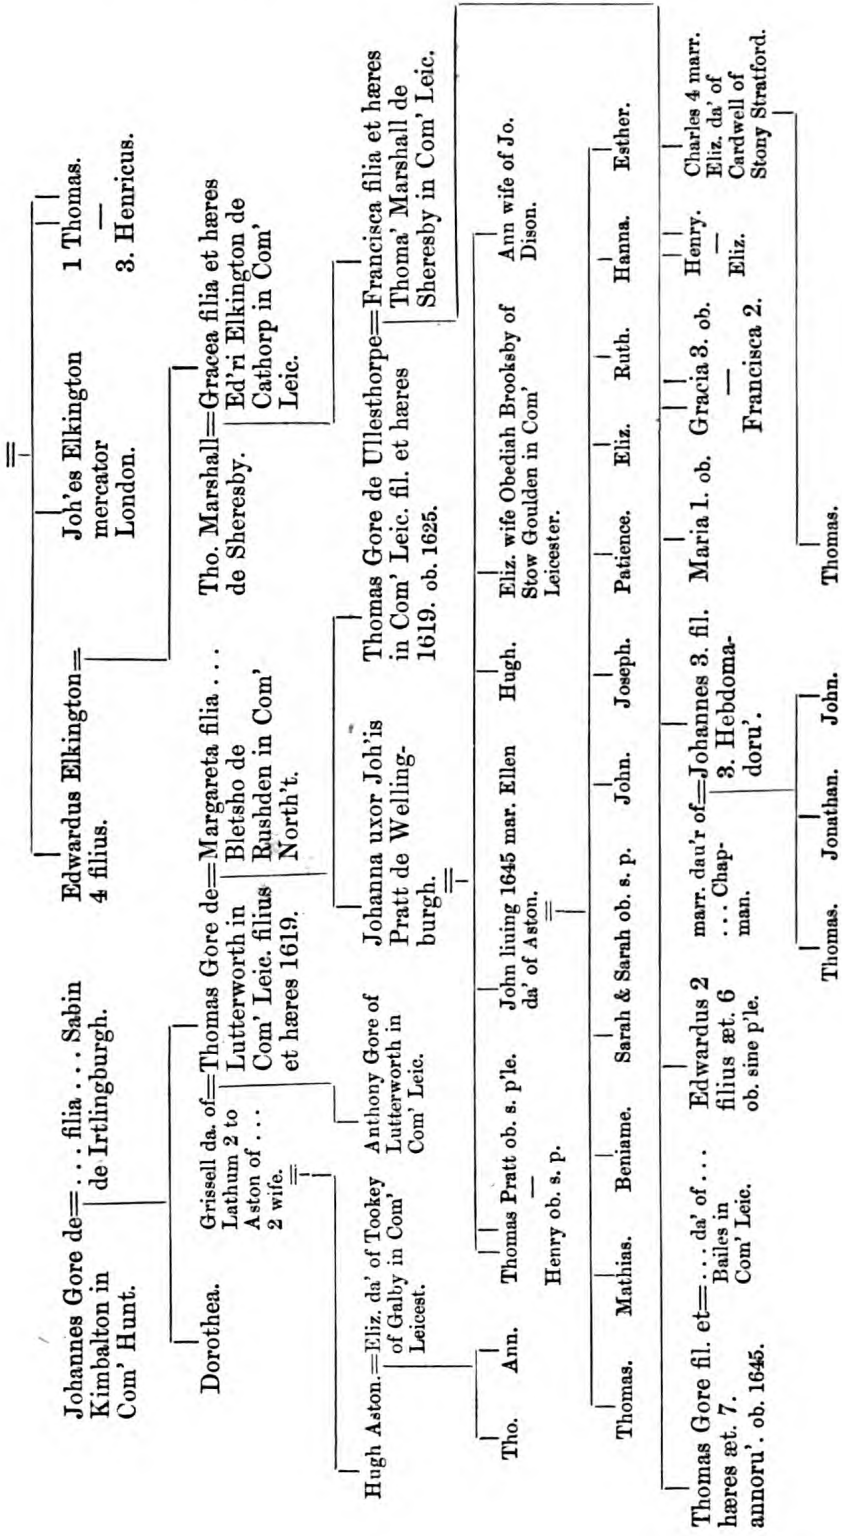 Johannes Gore de=. . . filia . . . Sabin
Kimbalton in
de Irtlingburgh.
Com' Hunt.
Edwardus Elkington=
4 filius.
Joh'es Elkington
mercator
London.
1 Thomas.
3. Henricus.
Dorothea.
Grissell da. of=Thomas Gore de=Margareta filia . . .
Lathum 2 to
Aston of . . .
2 wife.
Lutterworth in
Com' Leic. filius
et hæres 1619.
Bletsho de
Rushden in Com'
North't.
Tho. Marshall=Gracea filia et hæres
de Sheresby.
Ed'ri Elkington de
Cathorp in Com'
Leic.
Hugh Aston.=Eliz. da' of Tookey
of Galby in Com'
Leicest.
Anthony Gore of
Lutterworth in
Com' Leic.
Johanna uxor Joh'is
Pratt de Welling-
burgh.
Thomas Gore de Ullesthorpe=Francisca filia et hæres
in Com' Leic. fil. et hæres
1619. ob. 1625.
Thoma' Marshall de
Sheresby in Com' Leic.
Tho.
Ann.
Thomas Pratt ob. s. p'le.
Henry ob. s. p.
John liuing 1645 mar. Ellen
da' of Aston.
Hugh.
Eliz. wife Obediah Brooksby of
Stow Goulden in Com'
Leicester.
Ann wife of Jo.
Dison.
Thomas.
Mathias.
Beniame.
Sarah & Sarah ob. s. p.
John.
Joseph.
Patience.
Eliz.
Ruth.
Hanna.
Esther.
Thomas Gore fil. et=. . . da' of . . .
hæres æt. 7.
annoru'. ob. 1645.
Bailes in
Com' Leic.
Edwardus 2
filius æt. 6
ob. sine p'le.
marr. dau'r of=Johannes 3. fil.
. . . Chap-
man.
3. Hebdoma-
doru'.
Maria 1. ob.
Gracia 3. ob.
Francisca 2.
Henry.
Eliz.
Charles 4 marr.
Eliz. da' of
Cardwell of
Stony Stratford.
Thomas.
Jonathan.
John.
Thomas.